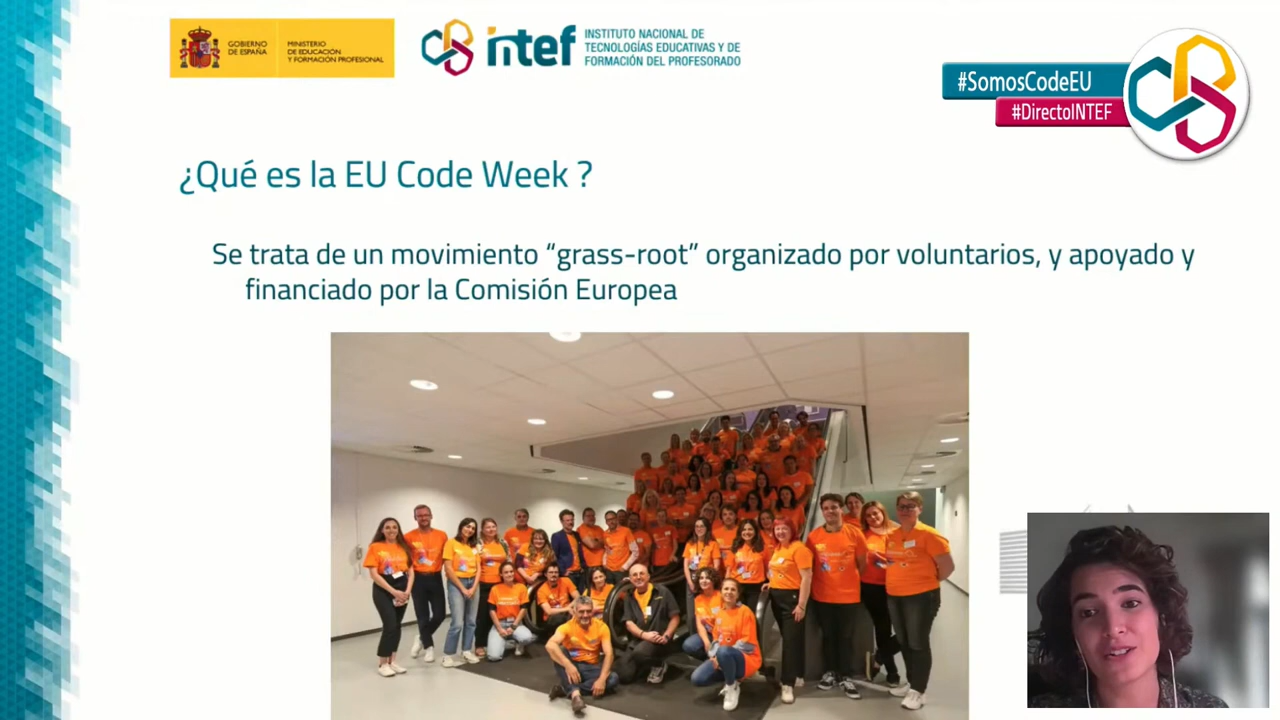 GOBIERNO
DE ESPAÑA
MINISTERIO
DE EDUCACIÓN
Y FORMACIÓN PROFESIONAL
intef
INSTITUTO NACIONAL DE
TECNOLOGÍAS EDUCATIVAS Y DE
FORMACIÓN DEL PROFESORADO
#SomosCodeEU
#DirectoINTEF
¿Qué es la EU Code Week ?
Se trata de un movimiento “grass-root” organizado por voluntarios, y apoyado y
financiado por la Comisión Europea